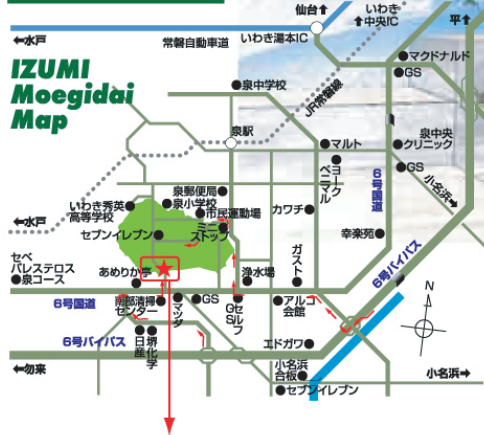 仙台↑
いわき
↑中央IC
平↑
←水戸
常磐自動車道
いわき湯本IC
マクドナルド
GS
IZUMI
Moegidai
Map
泉中学校
JR常磐線
泉駅
マルト
泉中央
クリニック
ヨーク
ベニマル
GS
6号国道
小名浜→
泉郵便局
泉小学校
いわき秀英
高等学校
市民運動場
カワチ
←水戸
ミニ
ストップ
セブンイレブン
幸楽苑
セベ
バレステロス
泉コース
あめりか亭
浄水場
ガスト
6号バイパス
N
6号国道
南部清掃
センター
マツダ
GS
セルフ
GS
アルコ
会館
6号バイパス
日産
堺化学
エドガワ
←勿来
小名浜
合板
小名浜→
セブンイレブン